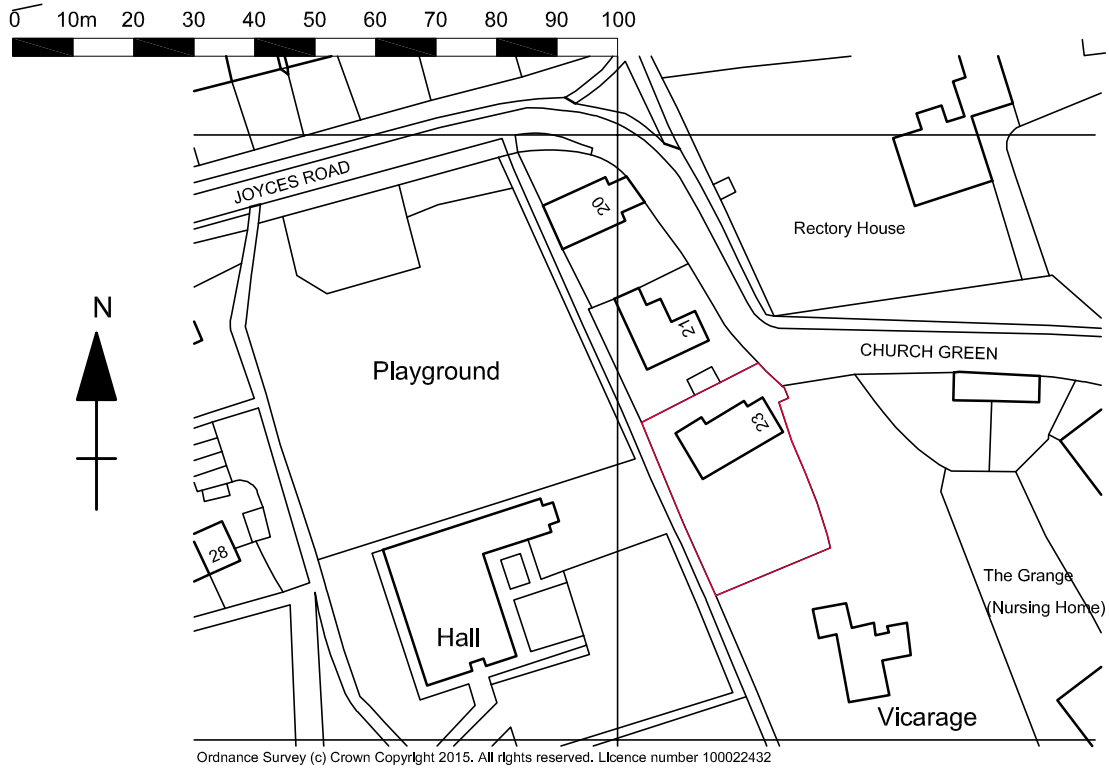 0 10m 20 30 40 50 60 70 80 90 100
JOYCES ROAD
20
Rectory House
N
21
CHURCH GREEN
Playground
23
28
The Grange
(Nursing Home)
Hall
Vicarage
Ordnance Survey (c) Crown Copyright 2015. All rights reserved. Licence number 100022432